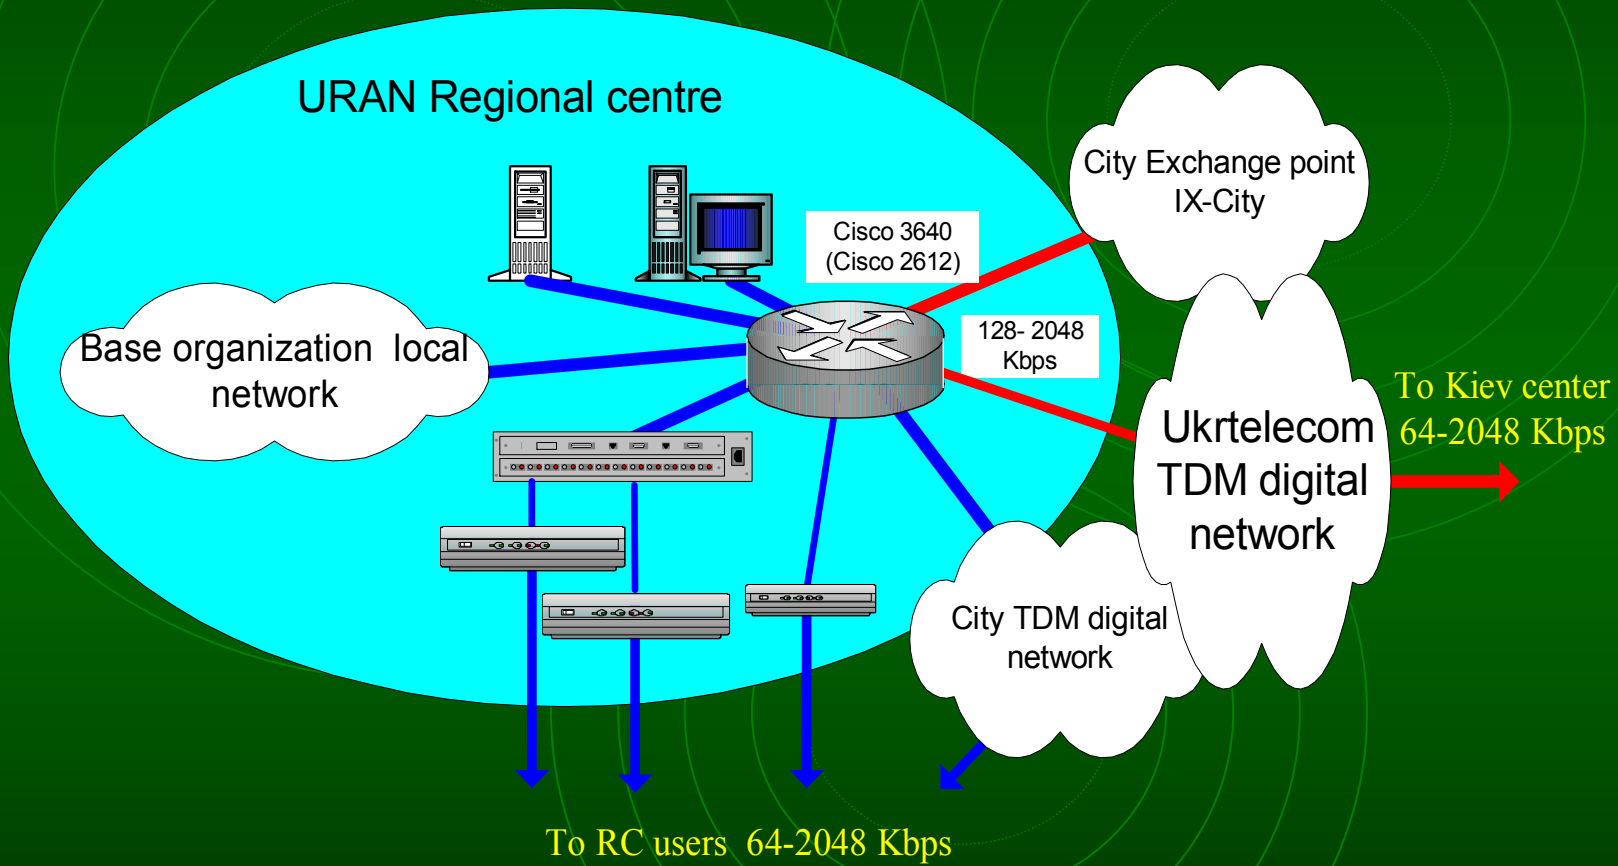 URAN Regional centre
City Exchange point
IX-City
Cisco 3640
(Cisco 2612)
128- 2048
Kbps
Base organization local
network
To Kiev center
64-2048 Kbps
Ukrtelecom
TDM digital
network
City TDM digital
network
To RC users 64-2048 Kbps